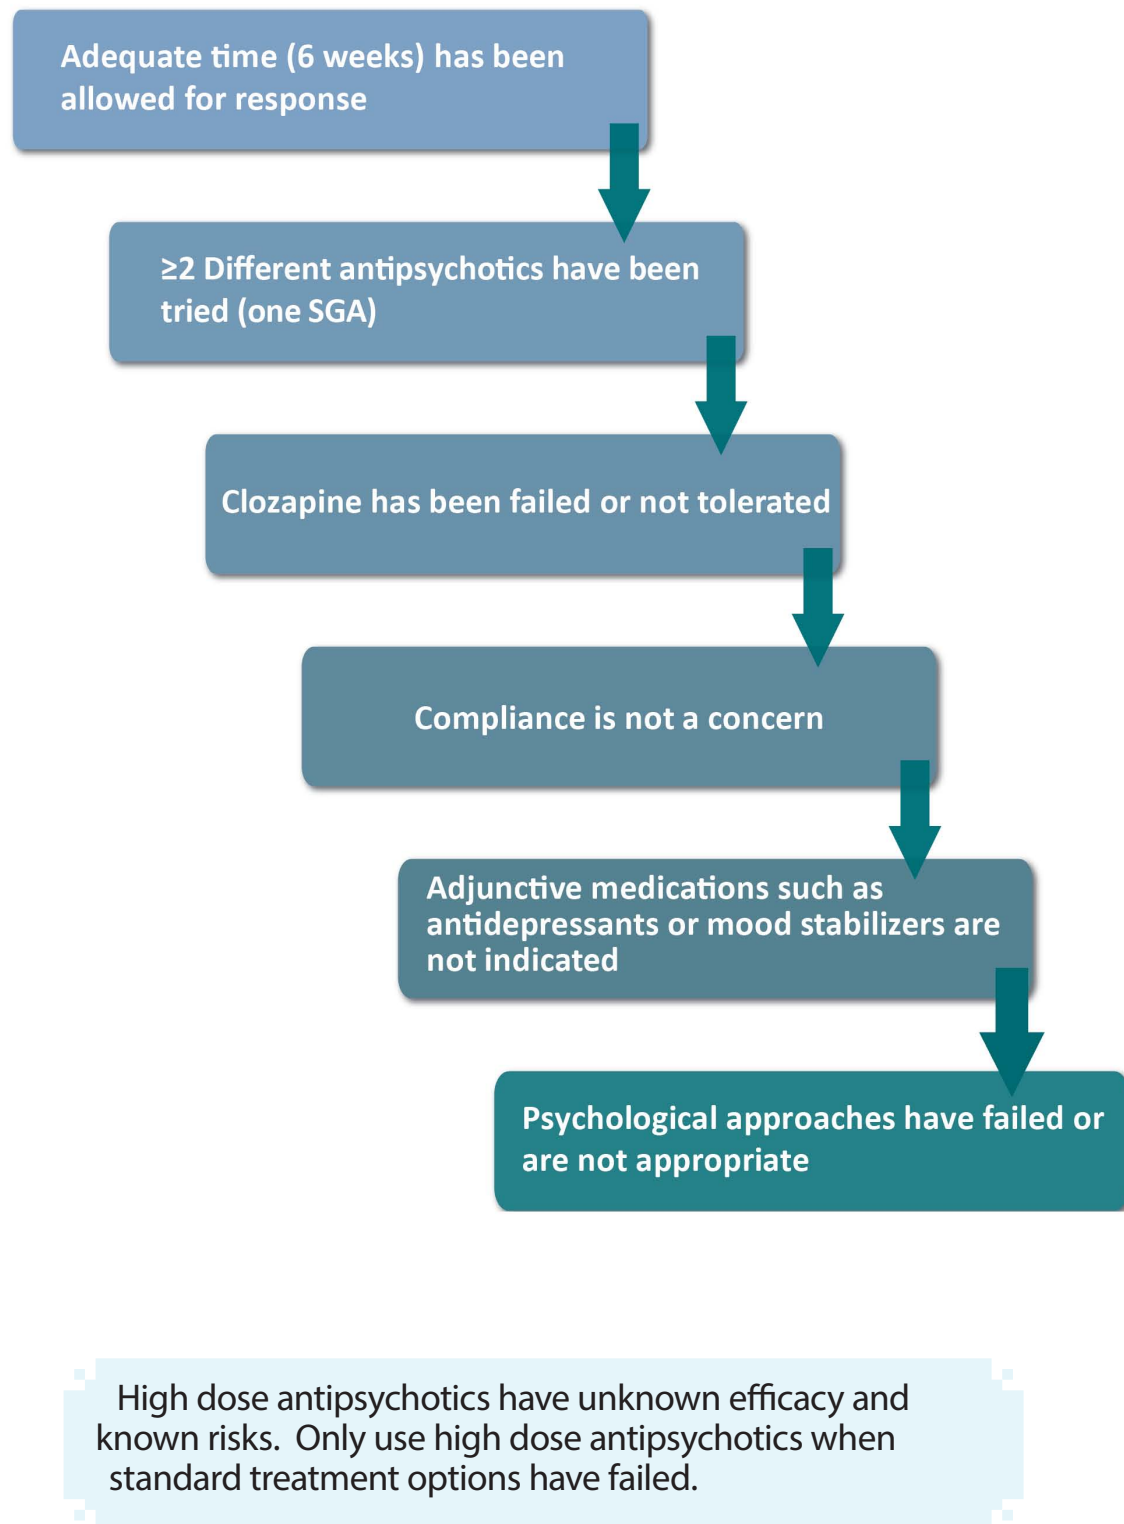 Adequate time (6 weeks) has been
allowed for response
≥2 Different antipsychotics have been
tried (one SGA)
Clozapine has been failed or not tolerated
Compliance is not a concern
Adjunctive medications such as
antidepressants or mood stabilizers are
not indicated
Psychological approaches have failed or
are not appropriate
High dose antipsychotics have unknown efficacy and
known risks.  Only use high dose antipsychotics when
standard treatment options have failed.